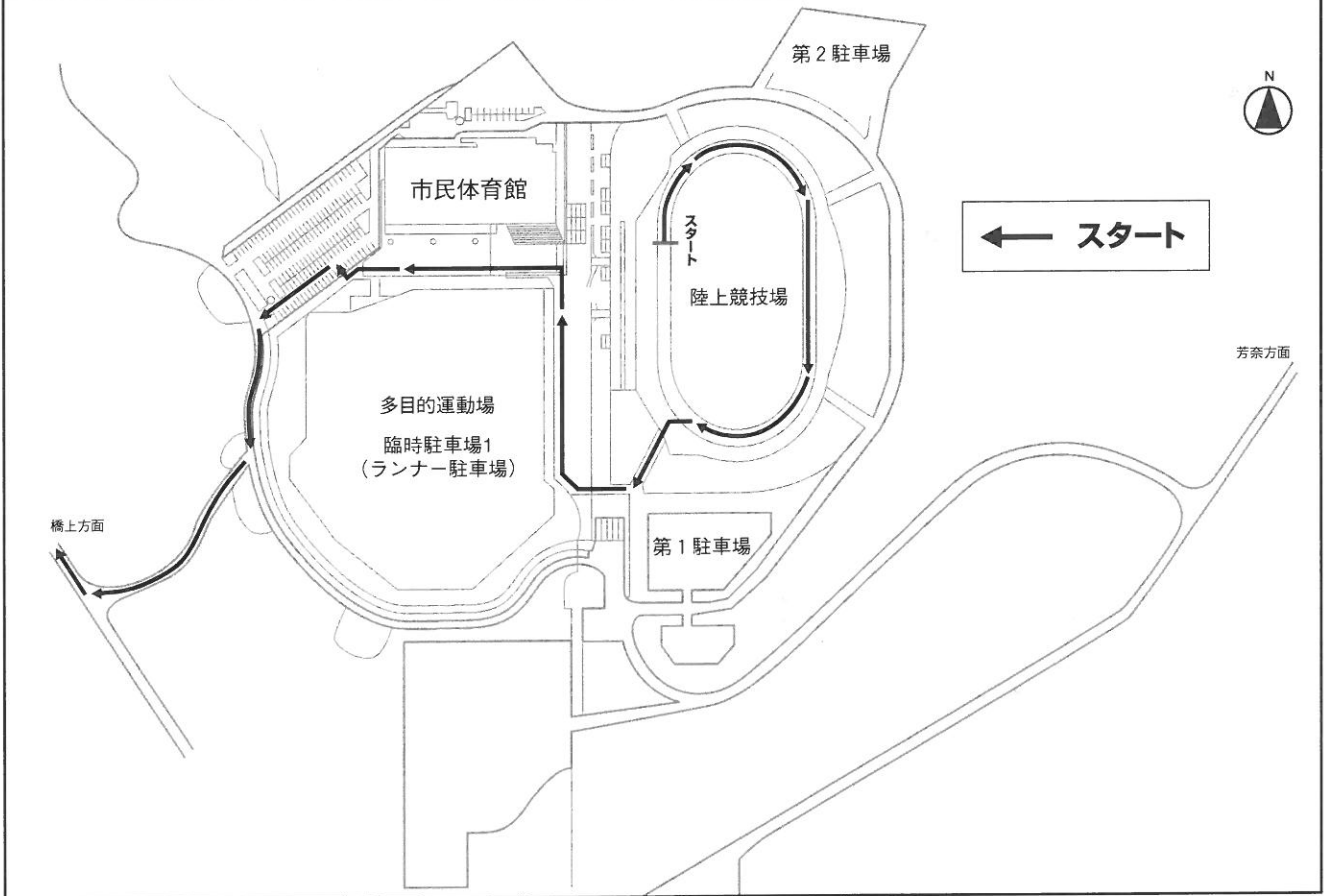 第2駐車場
N
市民体育館
スタート
スタート
陸上競技場
芳奈方面
多目的運動場
臨時駐車場1
（ランナー駐車場）
橋上方面
第1駐車場